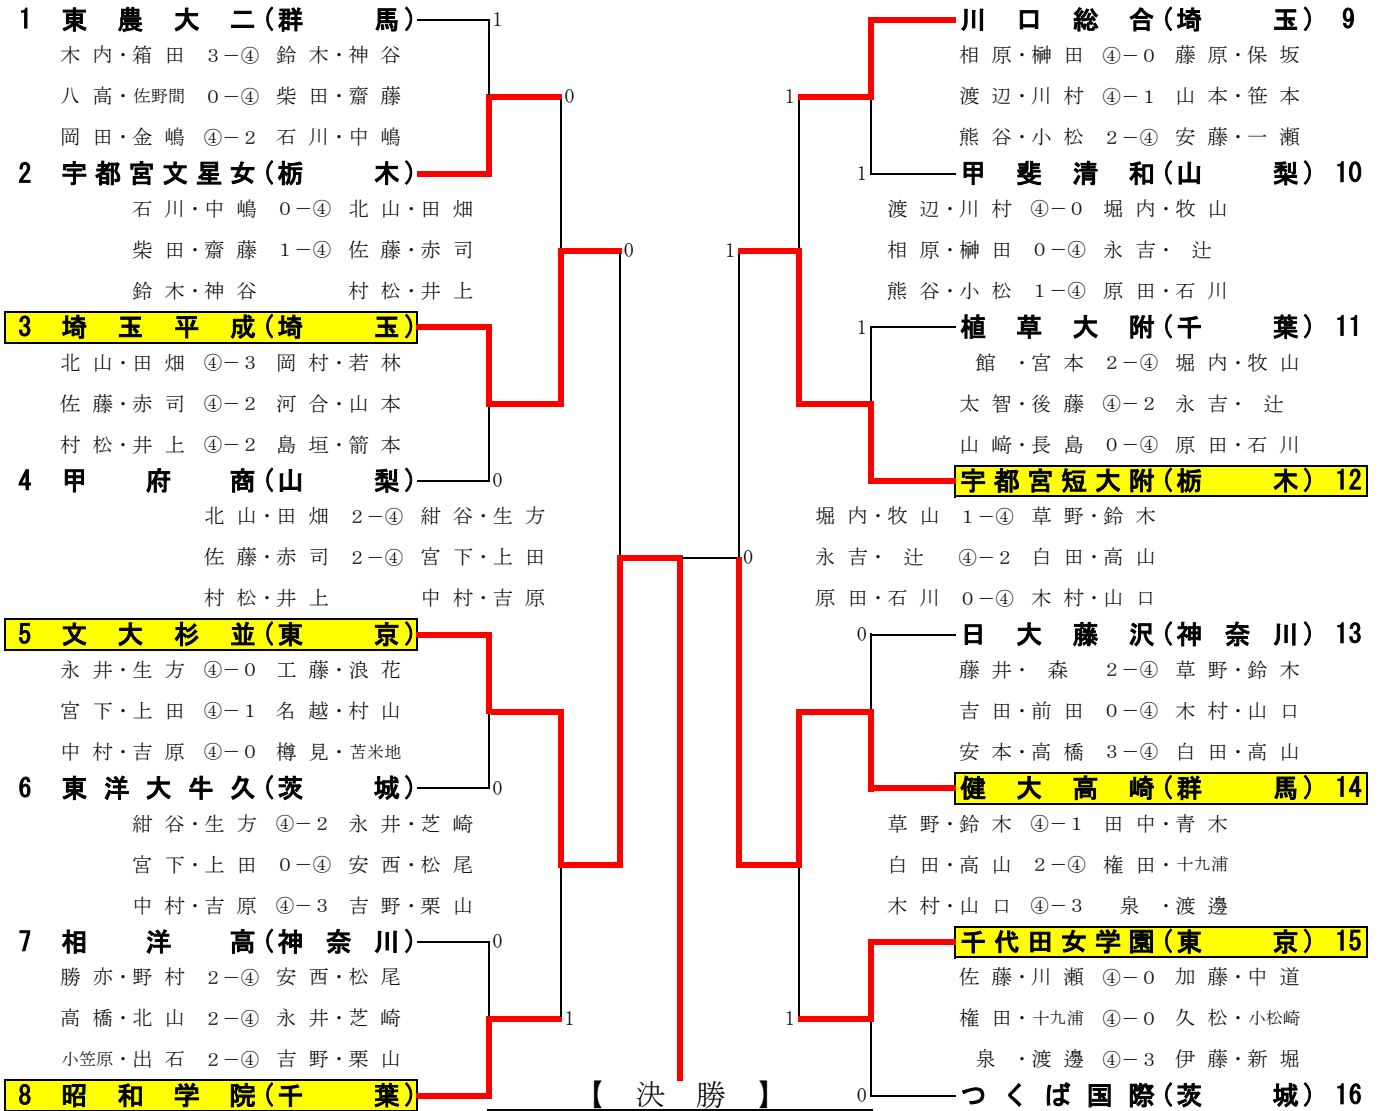 1 東農大二(群馬) 1
木内・箱田 3−④ 鈴木・神谷
八高・佐野間 0−④ 柴田・齋藤
0
岡田・金嶋 ④−2 石川・中嶋
2 宇都宮文星女(栃木)
石川・中嶋 0−④ 北山・田畑
柴田・齋藤 1−④ 佐藤・赤司
0
鈴木・神谷 村松・井上
3 埼玉平成(埼玉)
北山・田畑 ④−3 岡村・若林
佐藤・赤司 ④−2 河合・山本
村松・井上 ④−2 島垣・箭本
4 甲府商(山梨) 0
北山・田畑 2−④ 紺谷・生方
佐藤・赤司 2−④ 宮下・上田
村松・井上 中村・吉原
5 文大杉並(東京)
永井・生方 ④−0 工藤・浪花
宮下・上田 ④−1 名越・村山
中村・吉原 ④−0 樽見・苫米地
6 東洋大牛久(茨城) 0
紺谷・生方 ④−2 永井・芝崎
宮下・上田 0−④ 安西・松尾
中村・吉原 ④−3 吉野・栗山
7 相洋高(神奈川) 0
勝亦・野村 2−④ 安西・松尾
高橋・北山 2−④ 永井・芝崎
1
小笠原・出石 2−④ 吉野・栗山
8 昭和学院(千葉)
川口総合(埼玉) 9
相原・榊田 ④−0 藤原・保坂
1
渡辺・川村 ④−1 山本・笹本
熊谷・小松 2−④ 安藤・一瀬
1 甲斐清和(山梨) 10
渡辺・川村 ④−0 堀内・牧山
1
相原・榊田 0−④ 永吉・辻
熊谷・小松 1−④ 原田・石川
1 植草大附(千葉) 11
館・宮本 2−④ 堀内・牧山
太智・後藤 ④−2 永吉・辻
山﨑・長島 0−④ 原田・石川
宇都宮短大附(栃木) 12
堀内・牧山 1−④ 草野・鈴木
0
永吉・辻 ④−2 白田・高山
原田・石川 0−④ 木村・山口
0 日大藤沢(神奈川) 13
藤井・森 2−④ 草野・鈴木
吉田・前田 0−④ 木村・山口
安本・高橋 3−④ 白田・高山
健大高崎(群馬) 14
草野・鈴木 ④−1 田中・青木
白田・高山 2−④ 権田・十九浦
木村・山口 ④−3 泉・渡邊
千代田女学園(東京) 15
佐藤・川瀬 ④−0 加藤・中道
1
権田・十九浦 ④−0 久松・小松崎
泉・渡邊 ④−3 伊藤・新堀
0 つくば国際(茨城) 16
【決勝】